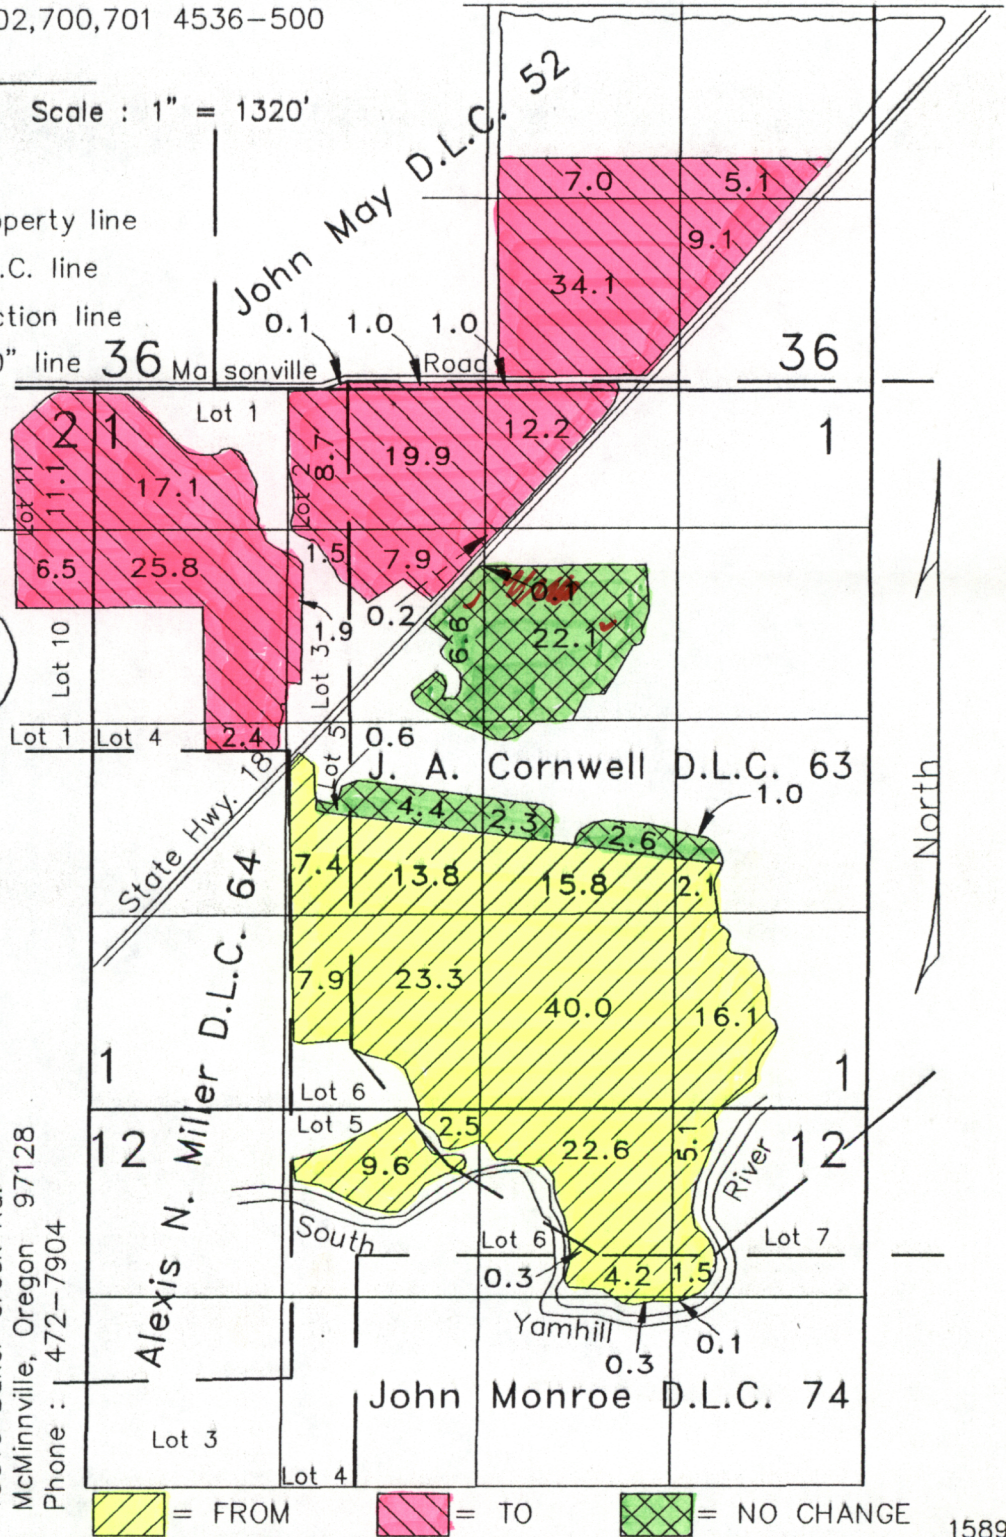 02,700,701 4536-500
Scale : 1" = 1320'
operty line
.C. line
ction line
0" line
John May D.L.C. 52
7.0
5.1
9.1
34.1
0.1
1.0
1.0
36
Masonville Road
36
Lot 1
2
1
1
Lot 11
11.1
17.1
Lot 2
8.7
19.9
12.2
6.5
25.8
1.5
7.9
0.1
0.2
6.6
22.1
1.9
Lot 10
Lot 3
Lot 1
Lot 4
2.4
Lot 5
0.6
J. A. Cornwell D.L.C. 63
State Hwy. 18
4.4
2.3
2.6
1.0
North
7.4
13.8
15.8
2.1
Alexis N. Miller D.L.C. 64
7.9
23.3
40.0
16.1
1
1
Lot 6
Lot 5
12
2.5
22.6
5.1
12
9.6
South
Yamhill
River
Lot 6
Lot 7
0.3
4.2
1.5
0.3
0.1
John Monroe D.L.C. 74
Lot 3
Lot 4
McMinnville, Oregon 97128
Phone : 472-7904
= FROM
= TO
= NO CHANGE
1589